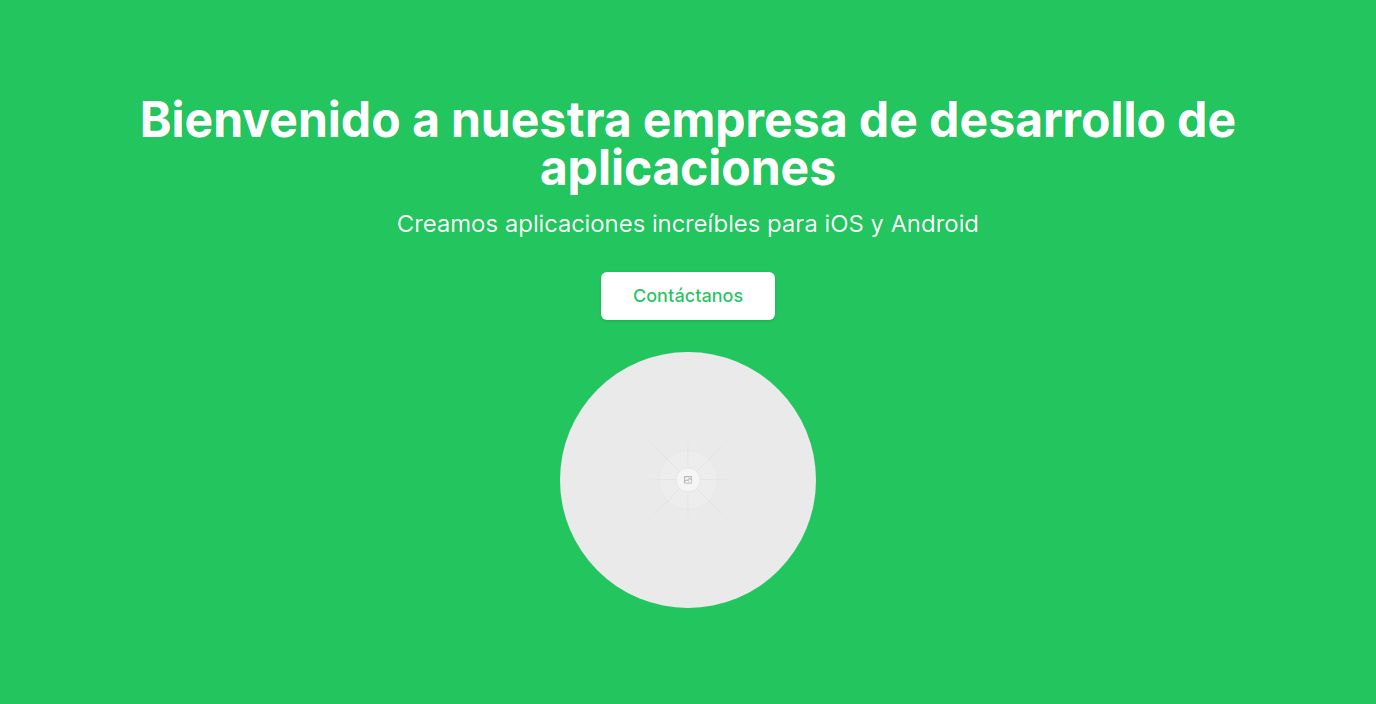 Bienvenido a nuestra empresa de desarrollo de
aplicaciones
Creamos aplicaciones increíbles para iOS y Android
Contáctanos